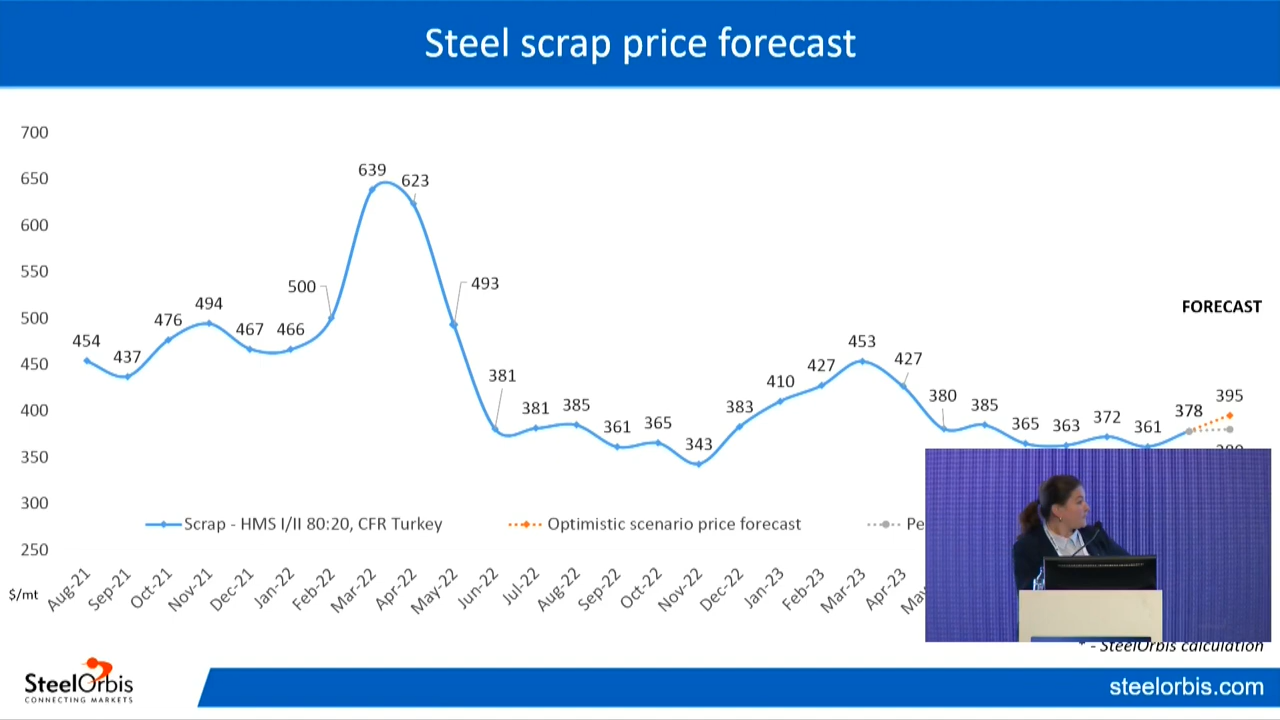 Steel scrap price forecast
700
650
600
550
500
450
400
350
300
250
$/mt
454
437
476
494
467
466
500
639
623
493
381
381
385
361
365
343
383
410
427
453
427
380
385
365
363
372
361
378
395
FORECAST
Scrap - HMS I/II 80:20, CFR Turkey
Optimistic scenario price forecast
Aug-21
Sep-21
Oct-21
Nov-21
Dec-21
Jan-22
Feb-22
Mar-22
Apr-22
May-22
Jun-22
Jul-22
Aug-22
Sep-22
Oct-22
Nov-22
Dec-22
Jan-23
Feb-23
Mar-23
Apr-23
* - SteelOrbis calculation
SteelOrbis
CONNECTING MARKETS
steelorbis.com